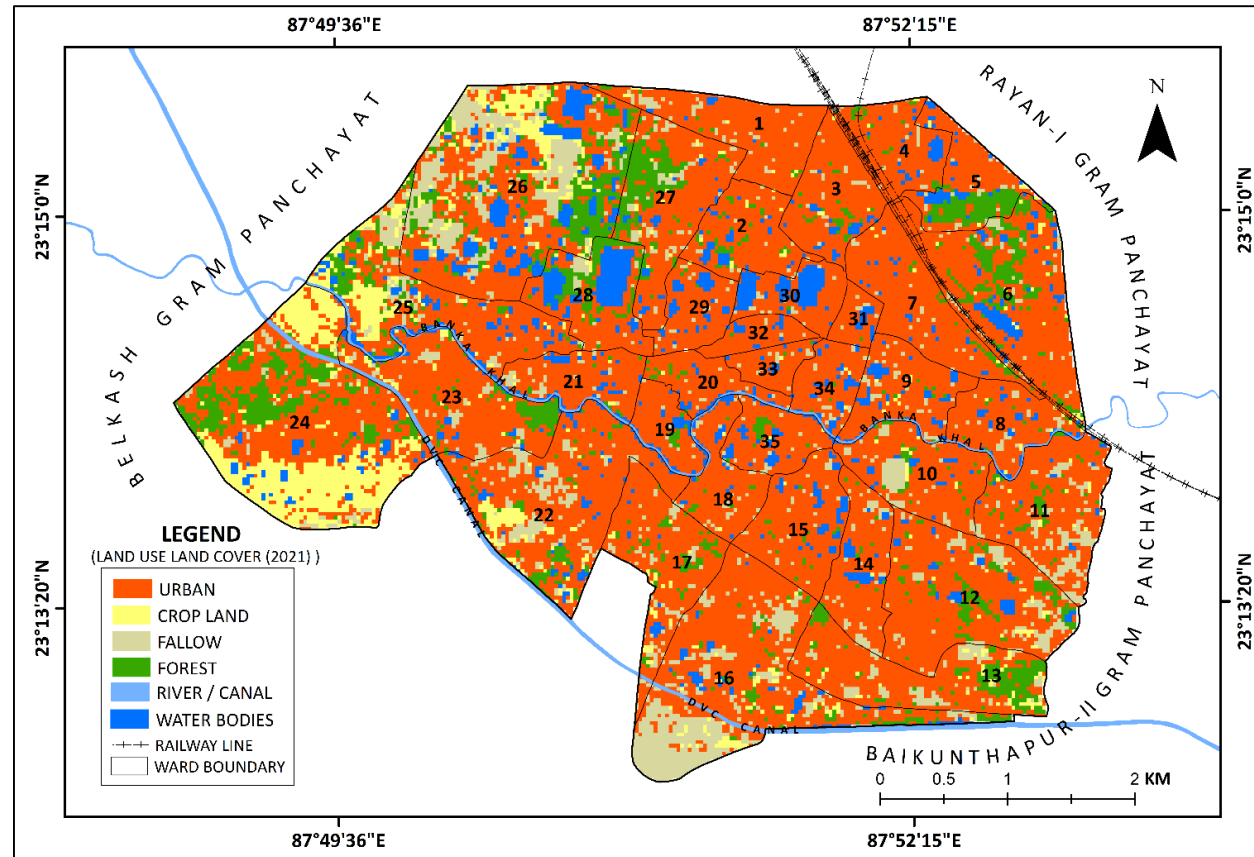 87°49'36"E
87°52'15"E
N
RAYAN-I GRAM PANCHAYAT
BELKASH GRAM PANCHAYAT
23°15'0"N
23°15'0"N
1
4
3
5
26
27
2
6
28
29
30
7
31
25
32
BANKA KHAL
33
21
20
34
9
23
24
19
35
BANKA KHAL
8
DVC CANAL
10
18
22
15
11
17
14
12
23°13'20"N
23°13'20"N
13
16
DVC CANAL
BAIKUNTHAPUR-II GRAM PANCHAYAT
LEGEND
(LAND USE LAND COVER (2021) )
URBAN
CROP LAND
FALLOW
FOREST
RIVER / CANAL
WATER BODIES
RAILWAY LINE
WARD BOUNDARY
0 0.5 1 2 KM
87°49'36"E
87°52'15"E